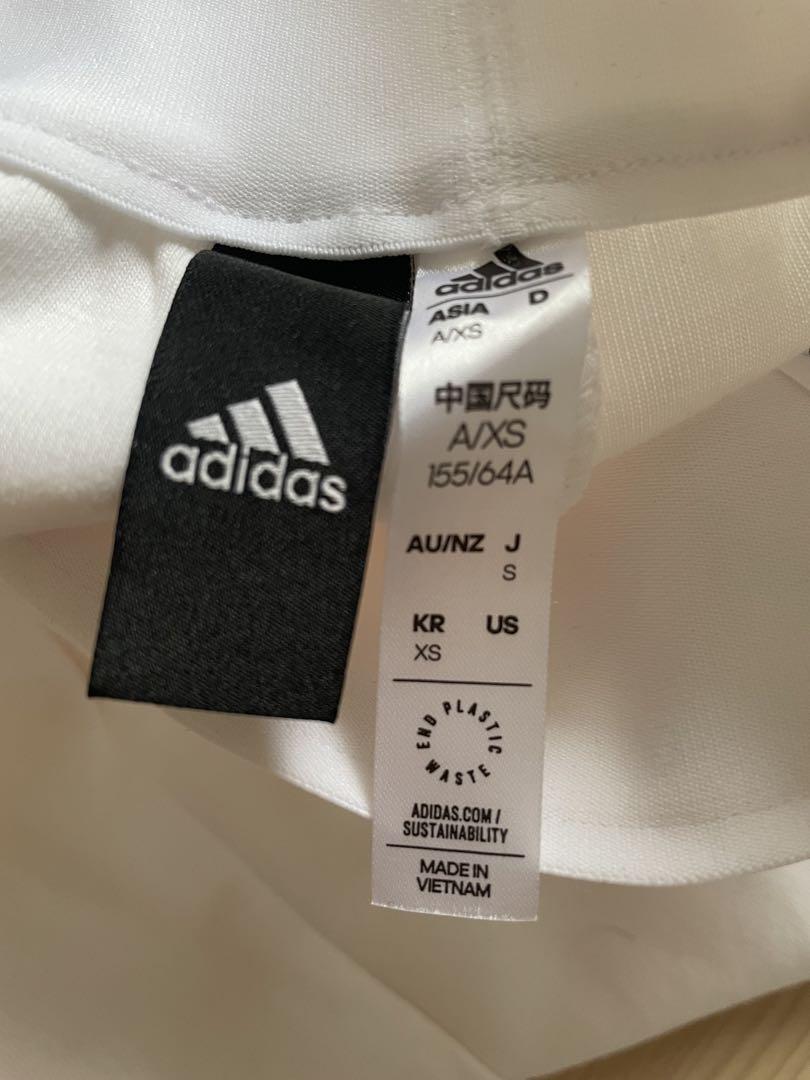 adidas
adidas
ASIA D
A/XS
中国尺码
A/XS
155/64A
AU/NZ J
S
KR US
XS
END PLASTIC WASTE
ADIDAS.COM /
SUSTAINABILITY
MADE IN
VIETNAM